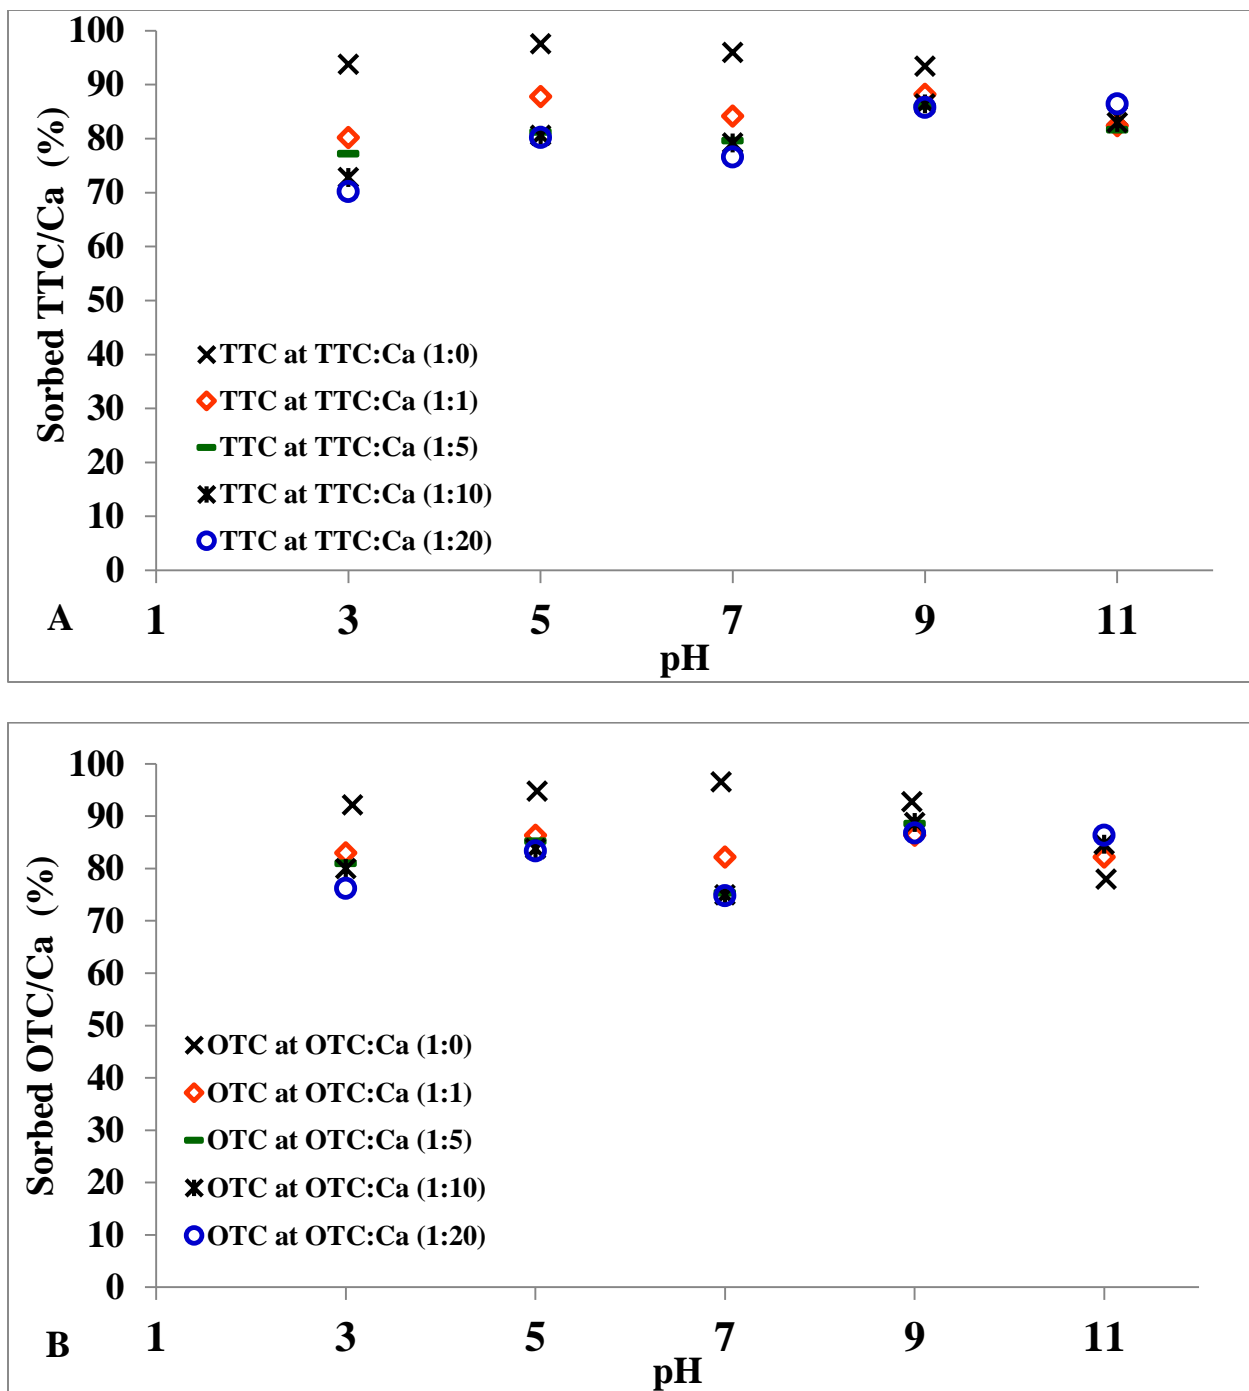 Sorbed TTC/Ca (%)
100
90
80
70
60
50
40
30
20
10
0
TTC at TTC:Ca (1:0)
TTC at TTC:Ca (1:1)
TTC at TTC:Ca (1:5)
TTC at TTC:Ca (1:10)
TTC at TTC:Ca (1:20)
A
1 3 5 7 9 11
pH
Sorbed OTC/Ca (%)
100
90
80
70
60
50
40
30
20
10
0
OTC at OTC:Ca (1:0)
OTC at OTC:Ca (1:1)
OTC at OTC:Ca (1:5)
OTC at OTC:Ca (1:10)
OTC at OTC:Ca (1:20)
B
1 3 5 7 9 11
pH